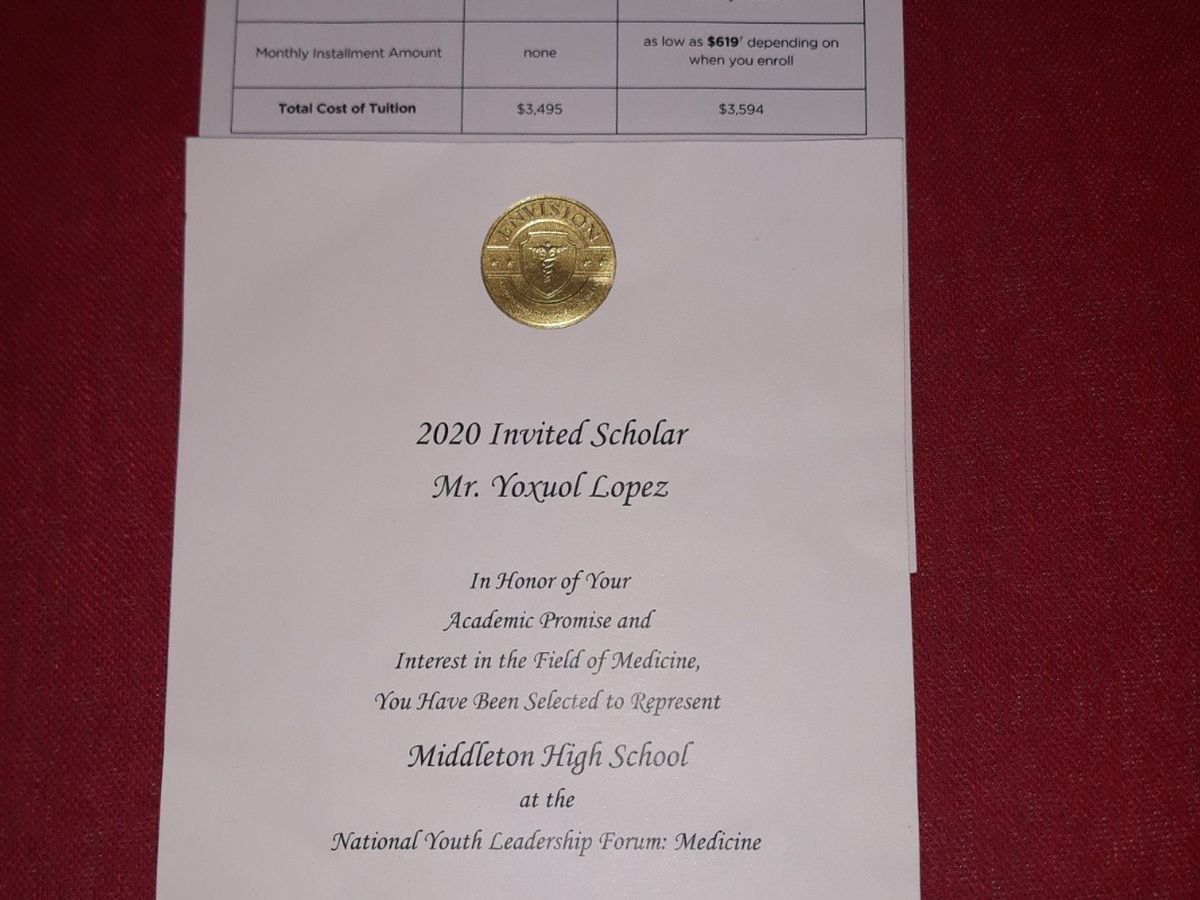 Monthly Installment Amount none as low as $619' depending on
when you enroll
Total Cost of Tuition $3,495 $3,594
ENVISION
2020 Invited Scholar
Mr. Yoxuol Lopez
In Honor of Your
Academic Promise and
Interest in the Field of Medicine,
You Have Been Selected to Represent
Middleton High School
at the
National Youth Leadership Forum: Medicine